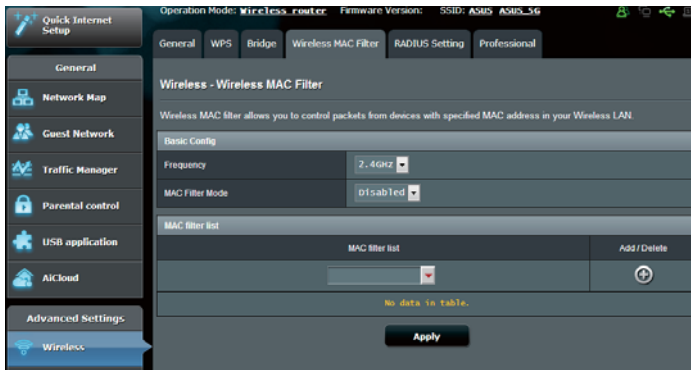 Quick Internet Setup
Operation Mode: Wireless router Firmware Version: SSID: ASUS ASUS_5G
General WPS Bridge Wireless MAC Filter RADIUS Setting Professional
General
Network Map
Guest Network
Traffic Manager
Parental control
USB application
AiCloud
Advanced Settings
Wireless
Wireless - Wireless MAC Filter
Wireless MAC filter allows you to control packets from devices with specified MAC address in your Wireless LAN.
Basic Config
Frequency 2.4GHz
MAC Filter Mode Disabled
MAC filter list
MAC filter list Add / Delete
No data in table.
Apply